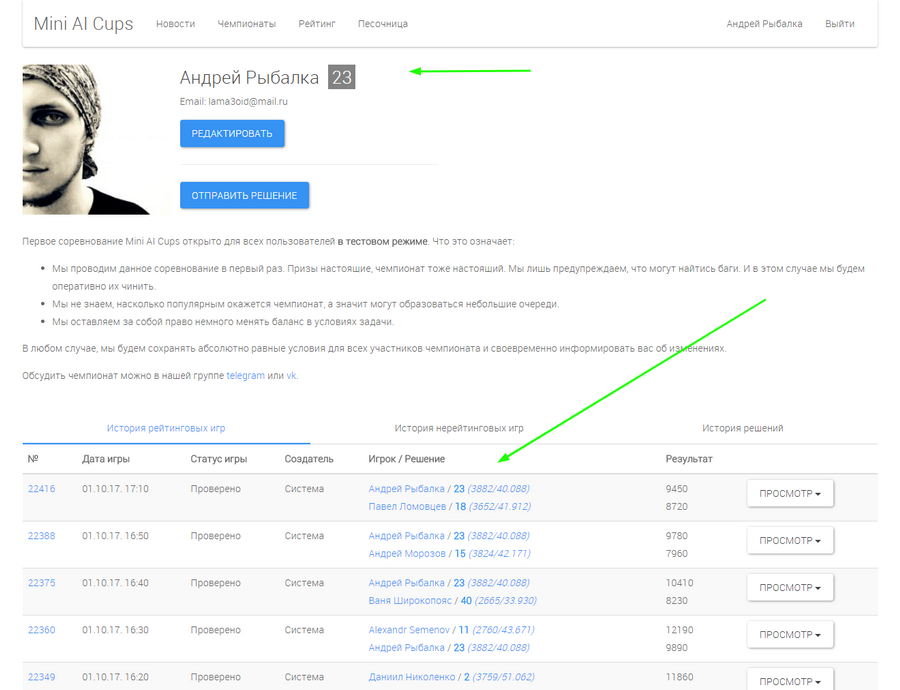 Mini AI Cups Новости Чемпионаты Рейтинг Песочница Андрей Рыбалка Выйти
Андрей Рыбалка 23
Email: lama3oid@mail.ru
РЕДАКТИРОВАТЬ
ОТПРАВИТЬ РЕШЕНИЕ
Первое соревнование Mini AI Cups открыто для всех пользователей в тестовом режиме. Что это означает:
• Мы проводим данное соревнование в первый раз. Призы настоящие, чемпионат тоже настоящий. Мы лишь предупреждаем, что могут найтись баги. И в этом случае мы будем
оперативно их чинить.
• Мы не знаем, насколько популярным окажется чемпионат, а значит могут образоваться небольшие очереди.
• Мы оставляем за собой право немного менять баланс в условиях задачи.
В любом случае, мы будем сохранять абсолютно равные условия для всех участников чемпионата и своевременно информировать вас об изменениях.
Обсудить чемпионат можно в нашей группе telegram или vk.
История рейтинговых игр История нерейтинговых игр История решений
№ Дата игры Статус игры Создатель Игрок / Решение Результат
22416 01.10.17. 17:10 Проверено Система Андрей Рыбалка / 23 (3882/40.088) 9450 ПРОСМОТР
Павел Ломовцев / 18 (3652/41.912) 8720
22388 01.10.17. 16:50 Проверено Система Андрей Рыбалка / 23 (3882/40.088) 9780 ПРОСМОТР
Андрей Морозов / 15 (3824/42.171) 7960
22375 01.10.17. 16:40 Проверено Система Андрей Рыбалка / 23 (3882/40.088) 10410 ПРОСМОТР
Ваня Широкопояс / 40 (2665/33.930) 8230
22360 01.10.17. 16:30 Проверено Система Alexandr Semenov / 11 (2760/43.671) 12190 ПРОСМОТР
Андрей Рыбалка / 23 (3882/40.088) 9890
22349 01.10.17. 16:20 Проверено Система Даниил Николенко / 2 (3759/51.062) 11860 ПРОСМОТР